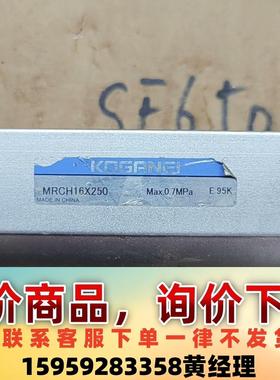 SF6
KOGANEI
MRCH16X250 Max.0.7MPa E 95K
MADE IN CHINA
价商品，询价下
联系客服下单一律不发
15959283358黄经理